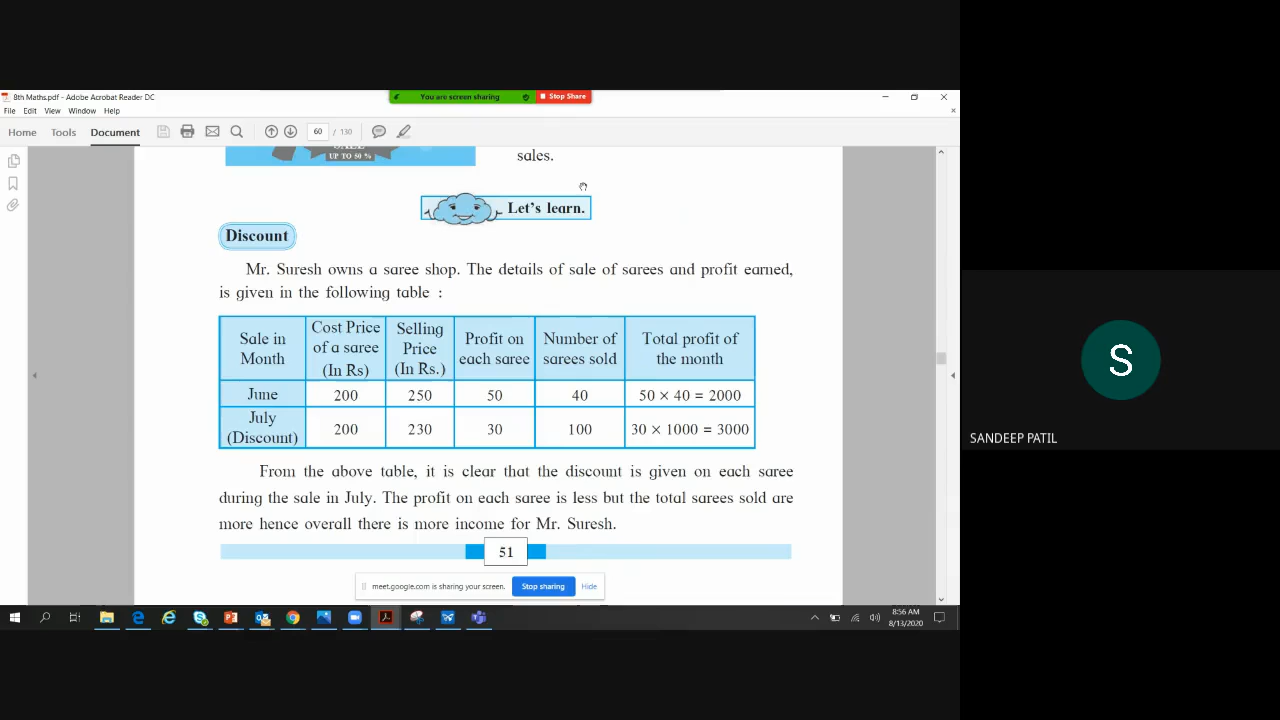 8th Maths.pdf - Adobe Acrobat Reader DC
You are screen sharing
Stop Share
File Edit View Window Help
Home Tools Document
60 / 130
SALE
UP TO 50 %
sales.
Let's learn.
Discount
Mr. Suresh owns a saree shop. The details of sale of sarees and profit earned,
is given in the following table :
Sale in Month
Cost Price of a saree (In Rs)
Selling Price (In Rs.)
Profit on each saree
Number of sarees sold
Total profit of the month
June 200 250 50 40 50 × 40 = 2000
July (Discount) 200 230 30 100 30 × 1000 = 3000
From the above table, it is clear that the discount is given on each saree
during the sale in July. The profit on each saree is less but the total sarees sold are
more hence overall there is more income for Mr. Suresh.
51
meet.google.com is sharing your screen. Stop sharing Hide
8:56 AM
8/13/2020
S
SANDEEP PATIL